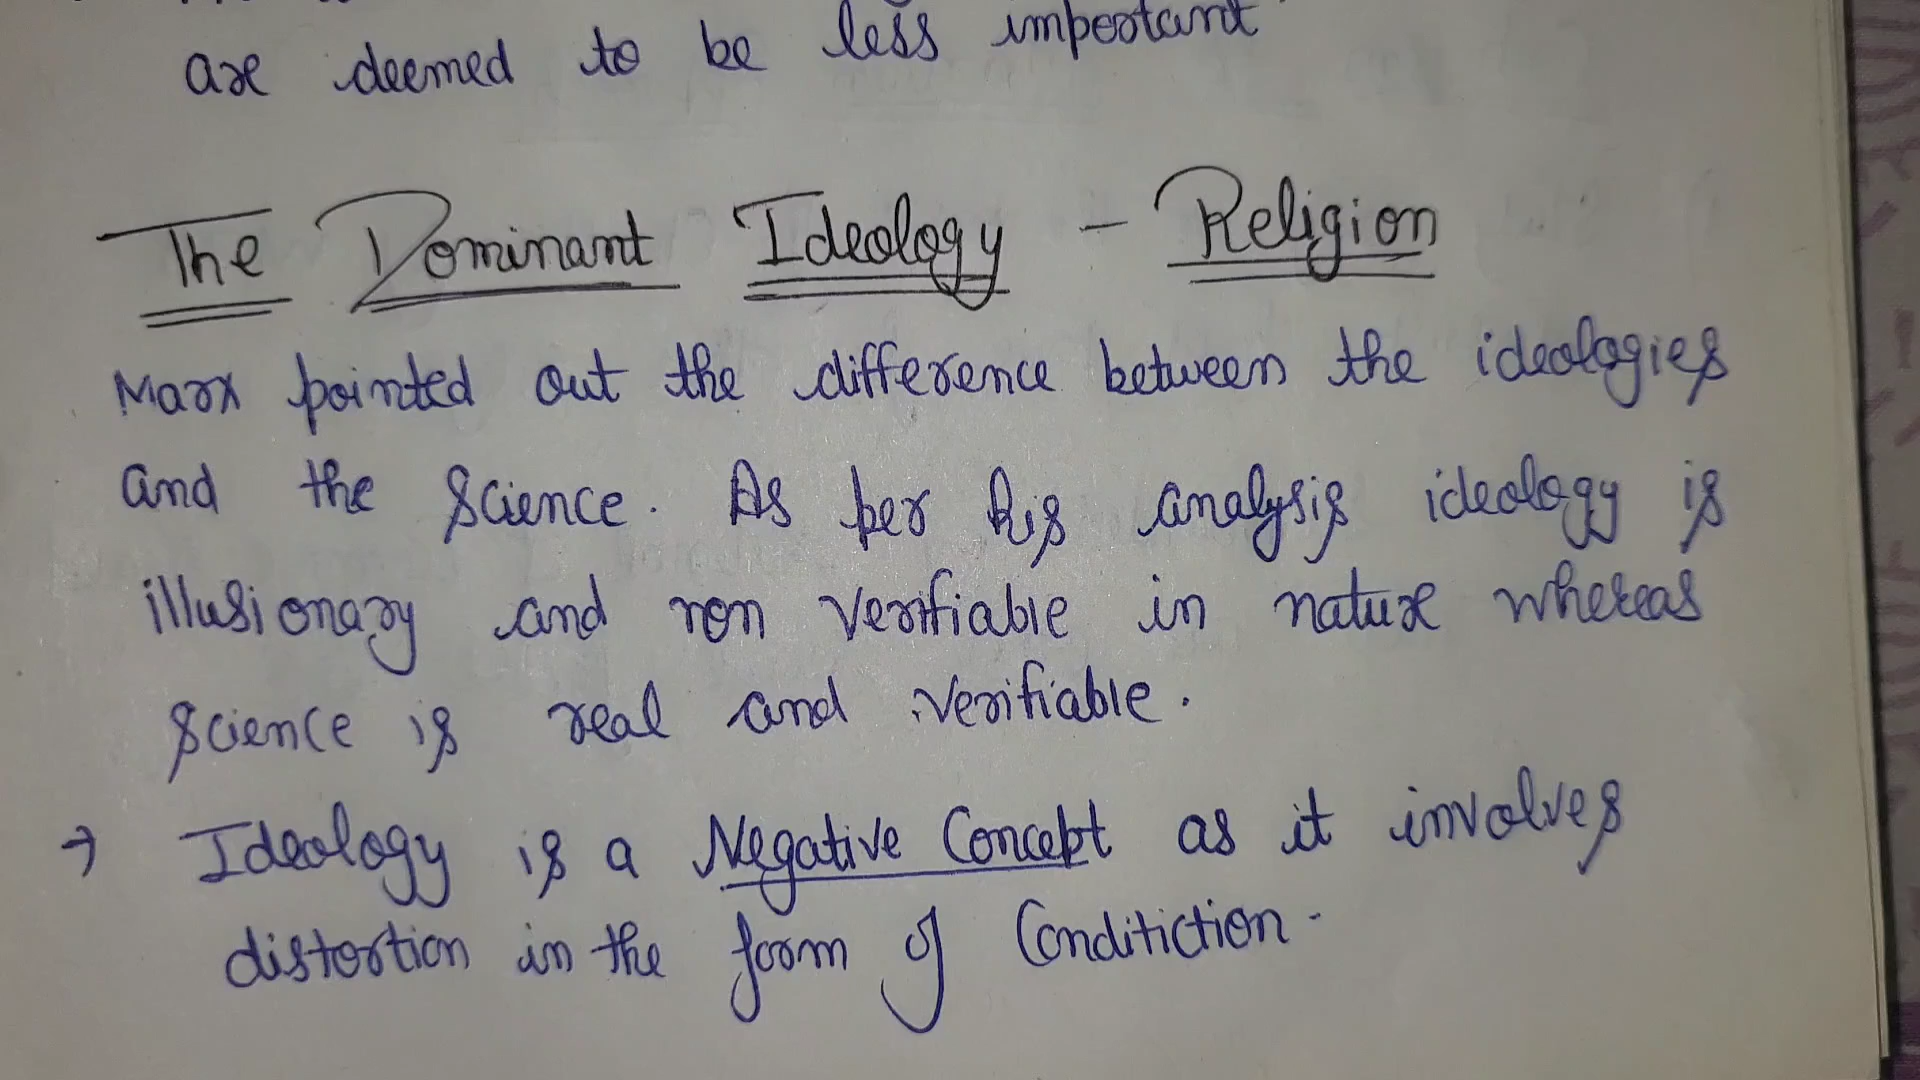 are deemed to be less important
The Dominant Ideology - Religion
Marx pointed out the difference between the ideologies
and the science. As per his analysis ideology is
illusionary and non verifiable in nature whereas
science is real and verifiable.
→ Ideology is a Negative Concept as it involves
distortion in the form of Conditiction.